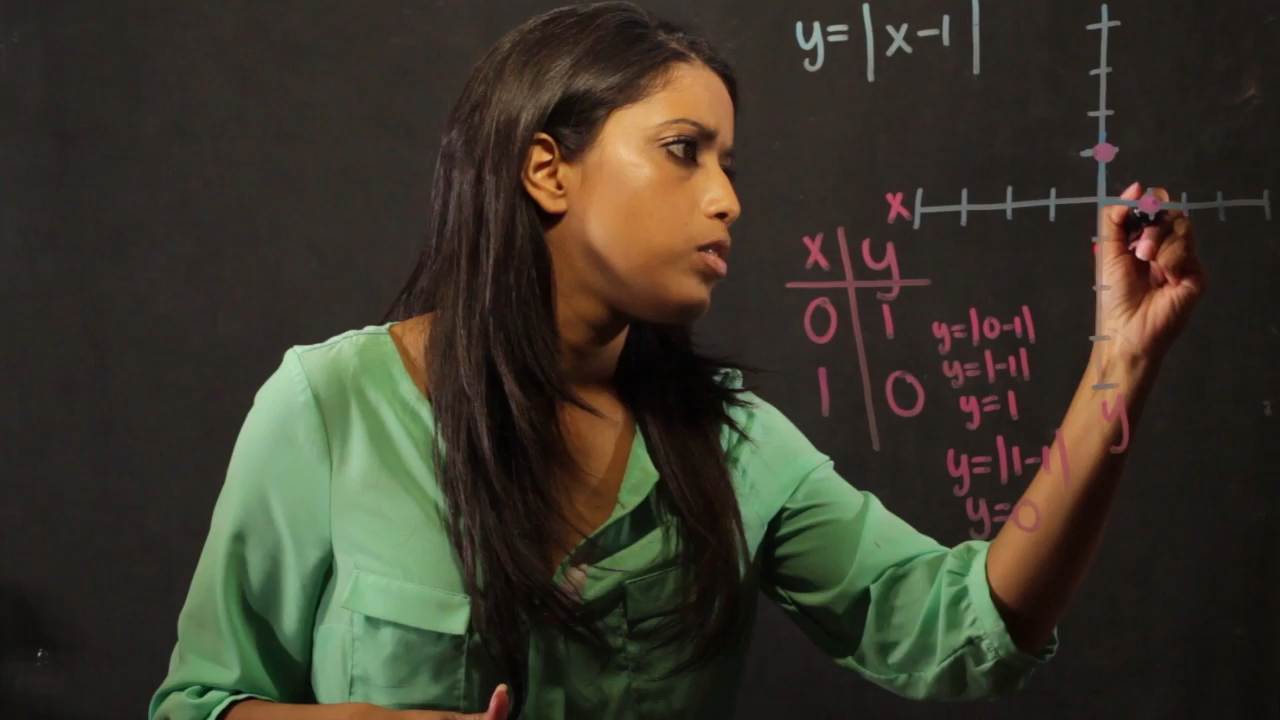 y=|x-1|
x
x y
0 1
1 0
y=|0-1|
y=|-1|
y=1
y=|1-1|
y=0
y